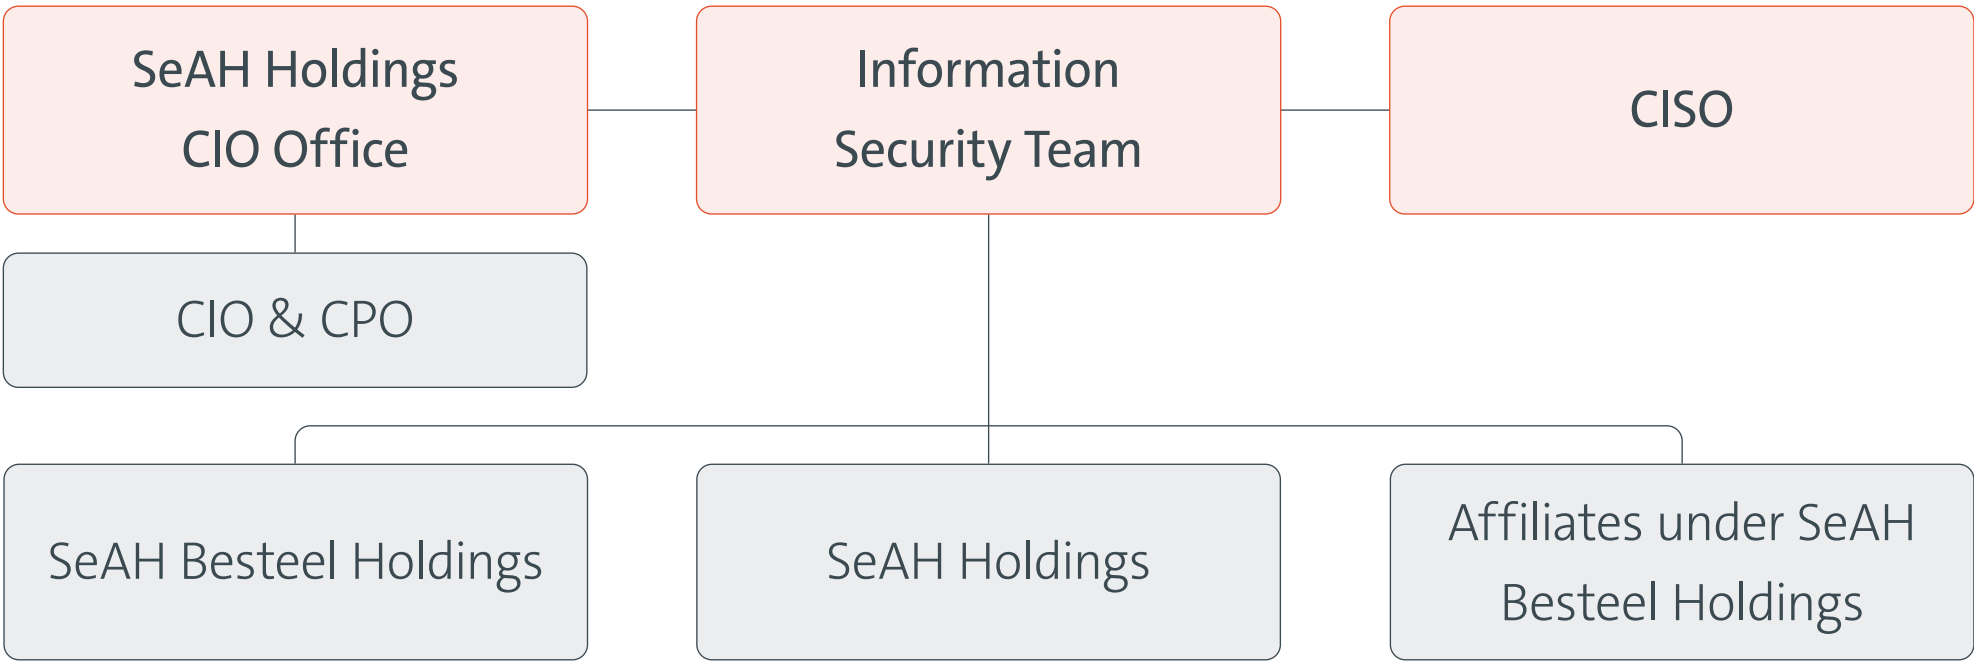 SeAH Holdings
CIO Office
Information
Security Team
CISO
CIO & CPO
SeAH Besteel Holdings
SeAH Holdings
Affiliates under SeAH
Besteel Holdings